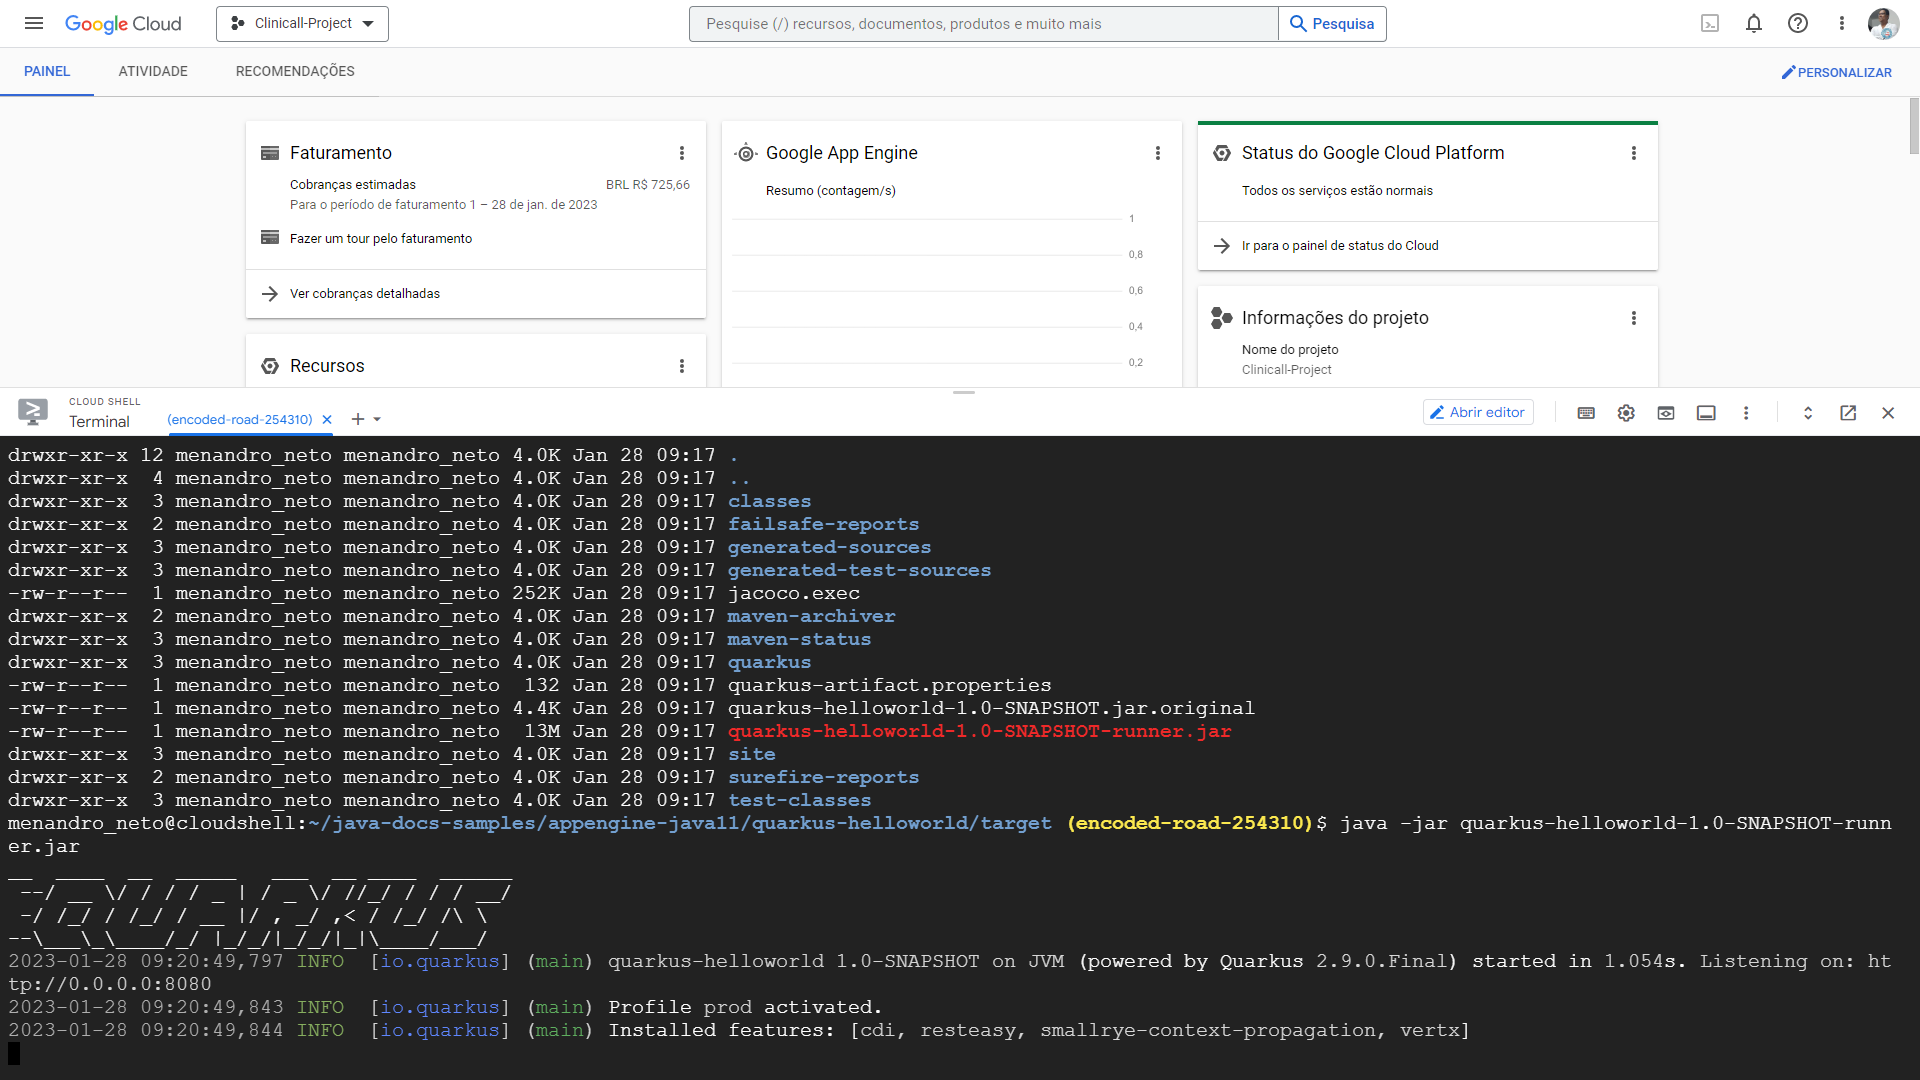 Google Cloud
Clinicall-Project
Pesquise (/) recursos, documentos, produtos e muito mais
Pesquisa
PAINEL
ATIVIDADE
RECOMENDAÇÕES
PERSONALIZAR
Faturamento
Cobranças estimadas
BRL R$ 725,66
Para o período de faturamento 1 – 28 de jan. de 2023
Fazer um tour pelo faturamento
Ver cobranças detalhadas
Recursos
Google App Engine
Resumo (contagem/s)
1
0,8
0,6
0,4
0,2
Status do Google Cloud Platform
Todos os serviços estão normais
Ir para o painel de status do Cloud
Informações do projeto
Nome do projeto
Clinicall-Project
CLOUD SHELL
Terminal
(encoded-road-254310)
Abrir editor
drwxr-xr-x 12 menandro_neto menandro_neto 4.0K Jan 28 09:17 .
drwxr-xr-x  4 menandro_neto menandro_neto 4.0K Jan 28 09:17 ..
drwxr-xr-x  3 menandro_neto menandro_neto 4.0K Jan 28 09:17 classes
drwxr-xr-x  2 menandro_neto menandro_neto 4.0K Jan 28 09:17 failsafe-reports
drwxr-xr-x  3 menandro_neto menandro_neto 4.0K Jan 28 09:17 generated-sources
drwxr-xr-x  3 menandro_neto menandro_neto 4.0K Jan 28 09:17 generated-test-sources
-rw-r--r--  1 menandro_neto menandro_neto 252K Jan 28 09:17 jacoco.exec
drwxr-xr-x  2 menandro_neto menandro_neto 4.0K Jan 28 09:17 maven-archiver
drwxr-xr-x  3 menandro_neto menandro_neto 4.0K Jan 28 09:17 maven-status
drwxr-xr-x  3 menandro_neto menandro_neto 4.0K Jan 28 09:17 quarkus
-rw-r--r--  1 menandro_neto menandro_neto  132 Jan 28 09:17 quarkus-artifact.properties
-rw-r--r--  1 menandro_neto menandro_neto 4.4K Jan 28 09:17 quarkus-helloworld-1.0-SNAPSHOT.jar.original
-rw-r--r--  1 menandro_neto menandro_neto  13M Jan 28 09:17 quarkus-helloworld-1.0-SNAPSHOT-runner.jar
drwxr-xr-x  3 menandro_neto menandro_neto 4.0K Jan 28 09:17 site
drwxr-xr-x  2 menandro_neto menandro_neto 4.0K Jan 28 09:17 surefire-reports
drwxr-xr-x  3 menandro_neto menandro_neto 4.0K Jan 28 09:17 test-classes
menandro_neto@cloudshell:~/java-docs-samples/appengine-java11/quarkus-helloworld/target (encoded-road-254310)$ java -jar quarkus-helloworld-1.0-SNAPSHOT-runn
er.jar
__  ____  __  _____   ___  __ ____  ______
 --/ __ \/ / / / _ | / _ \/ //_/ / / / __/
 -/ /_/ / /_/ / __ |/ , _/ ,< / /_/ /\ \
--\___\_\____/_/ |_/_/|_/_/|_|\____/___/
2023-01-28 09:20:49,797 INFO  [io.quarkus] (main) quarkus-helloworld 1.0-SNAPSHOT on JVM (powered by Quarkus 2.9.0.Final) started in 1.054s. Listening on: ht
tp://0.0.0.0:8080
2023-01-28 09:20:49,843 INFO  [io.quarkus] (main) Profile prod activated.
2023-01-28 09:20:49,844 INFO  [io.quarkus] (main) Installed features: [cdi, resteasy, smallrye-context-propagation, vertx]